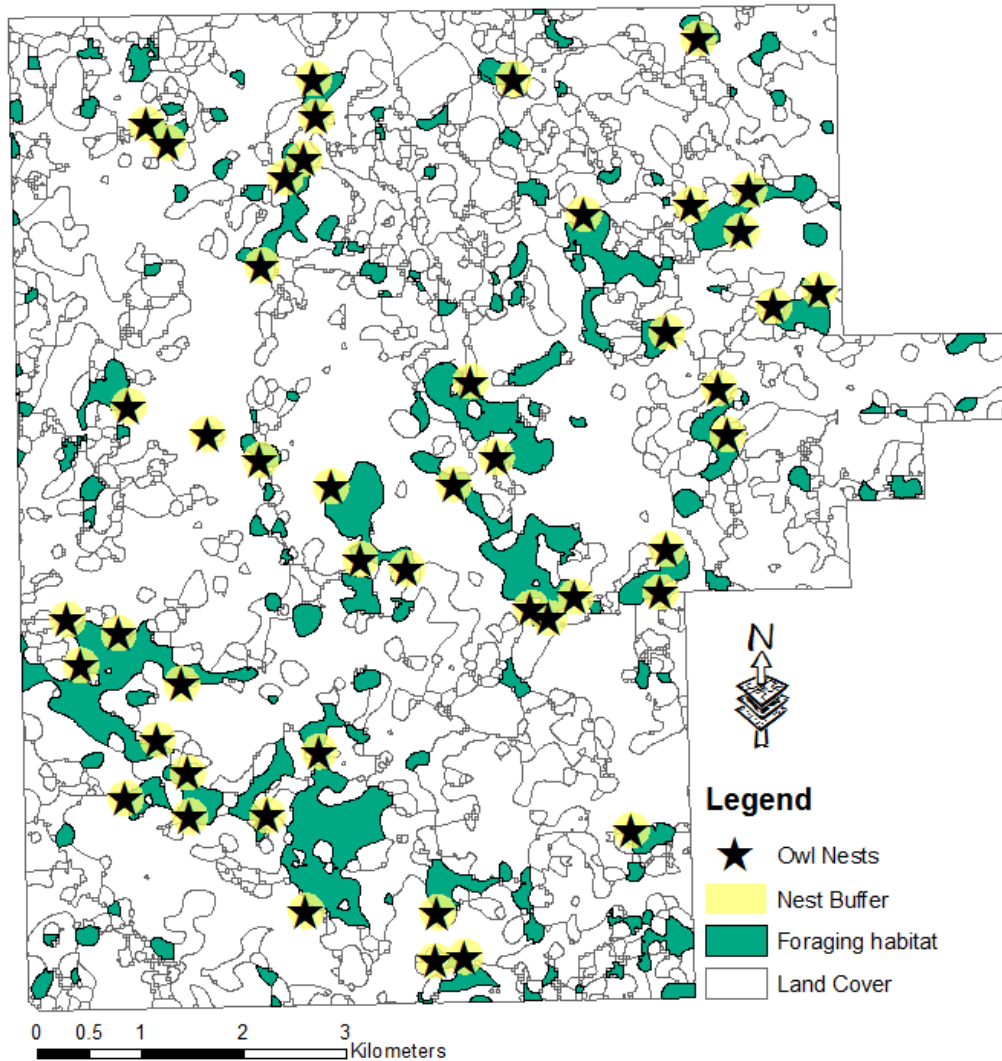 N
Legend
Owl Nests
Nest Buffer
Foraging habitat
Land Cover
0 0.5 1 2 3
Kilometers